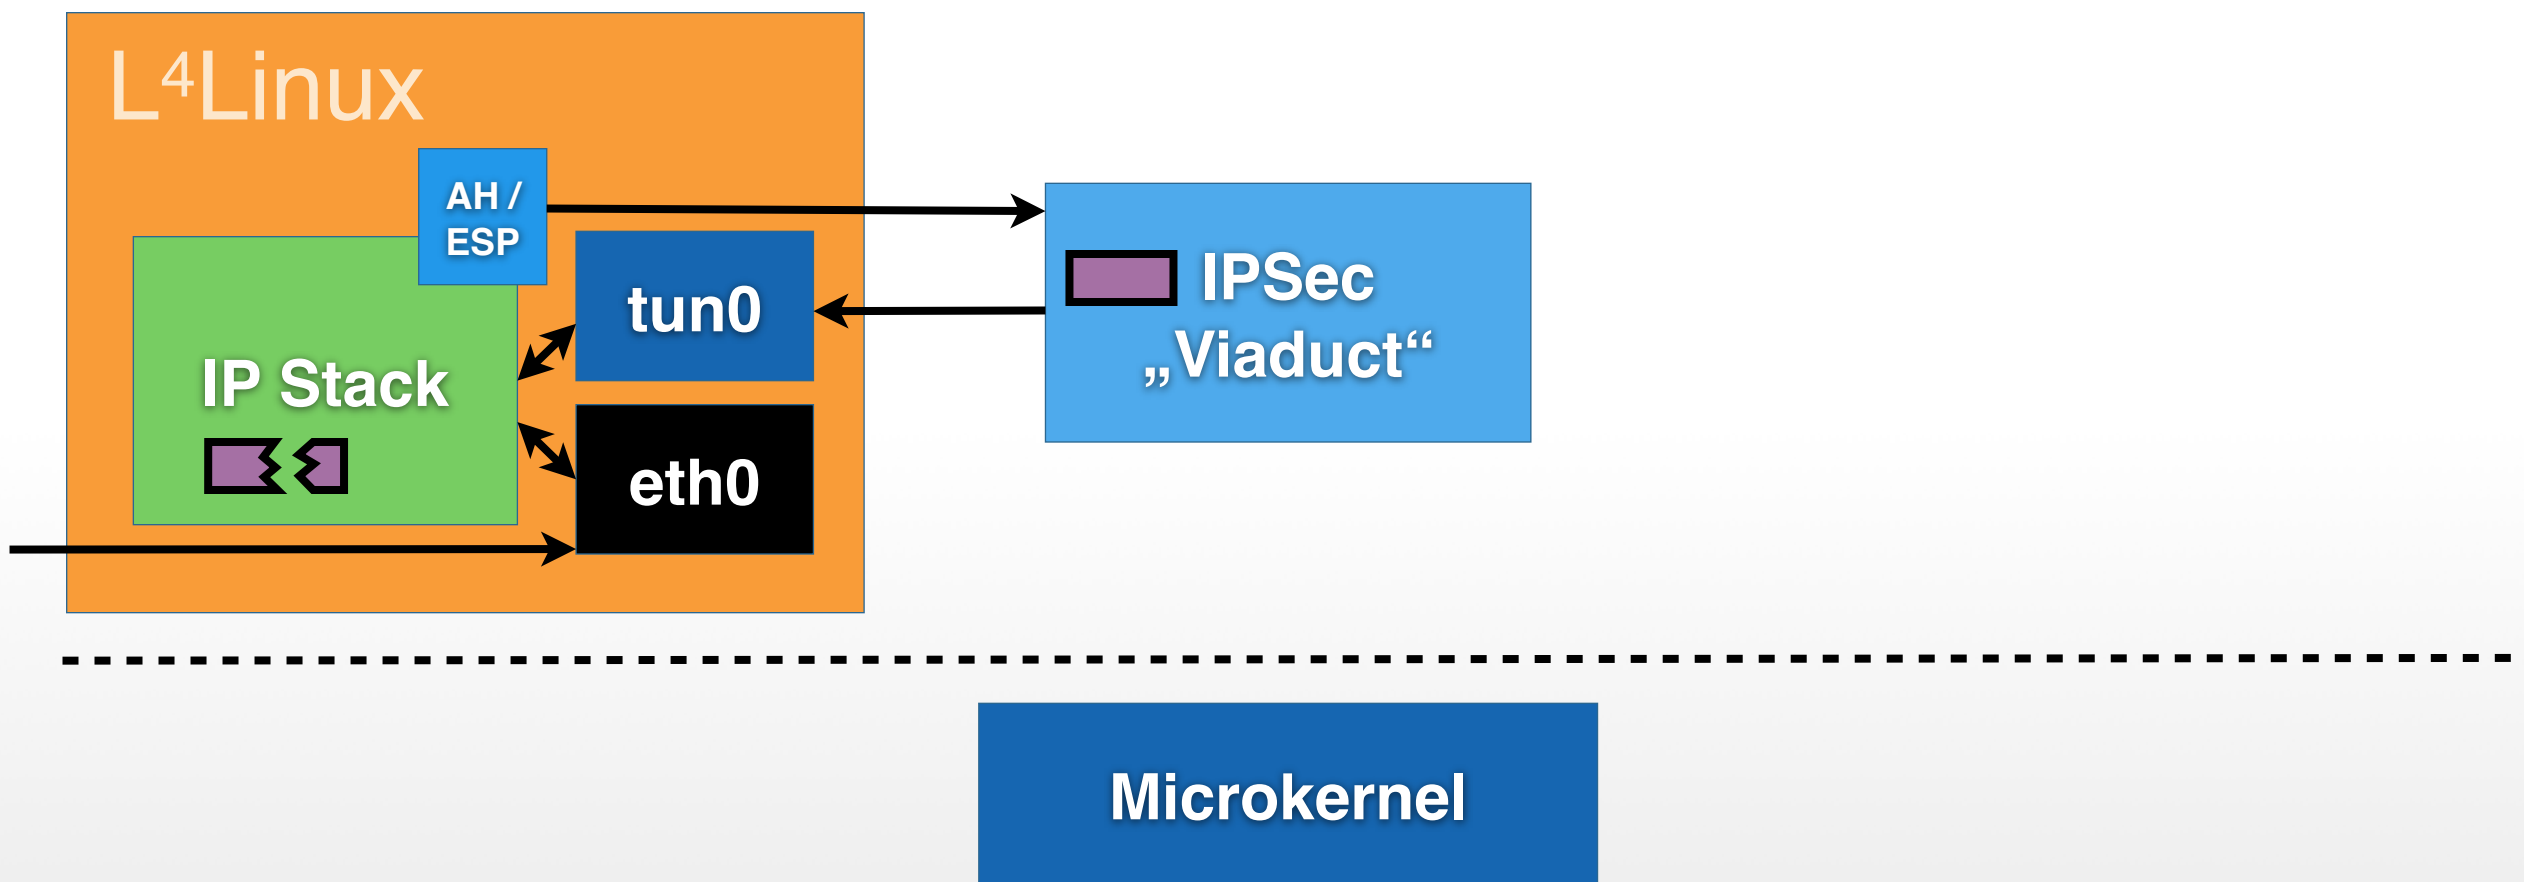 L⁴Linux
AH /
ESP
tun0
IPSec
„Viaduct“
IP Stack
eth0
Microkernel